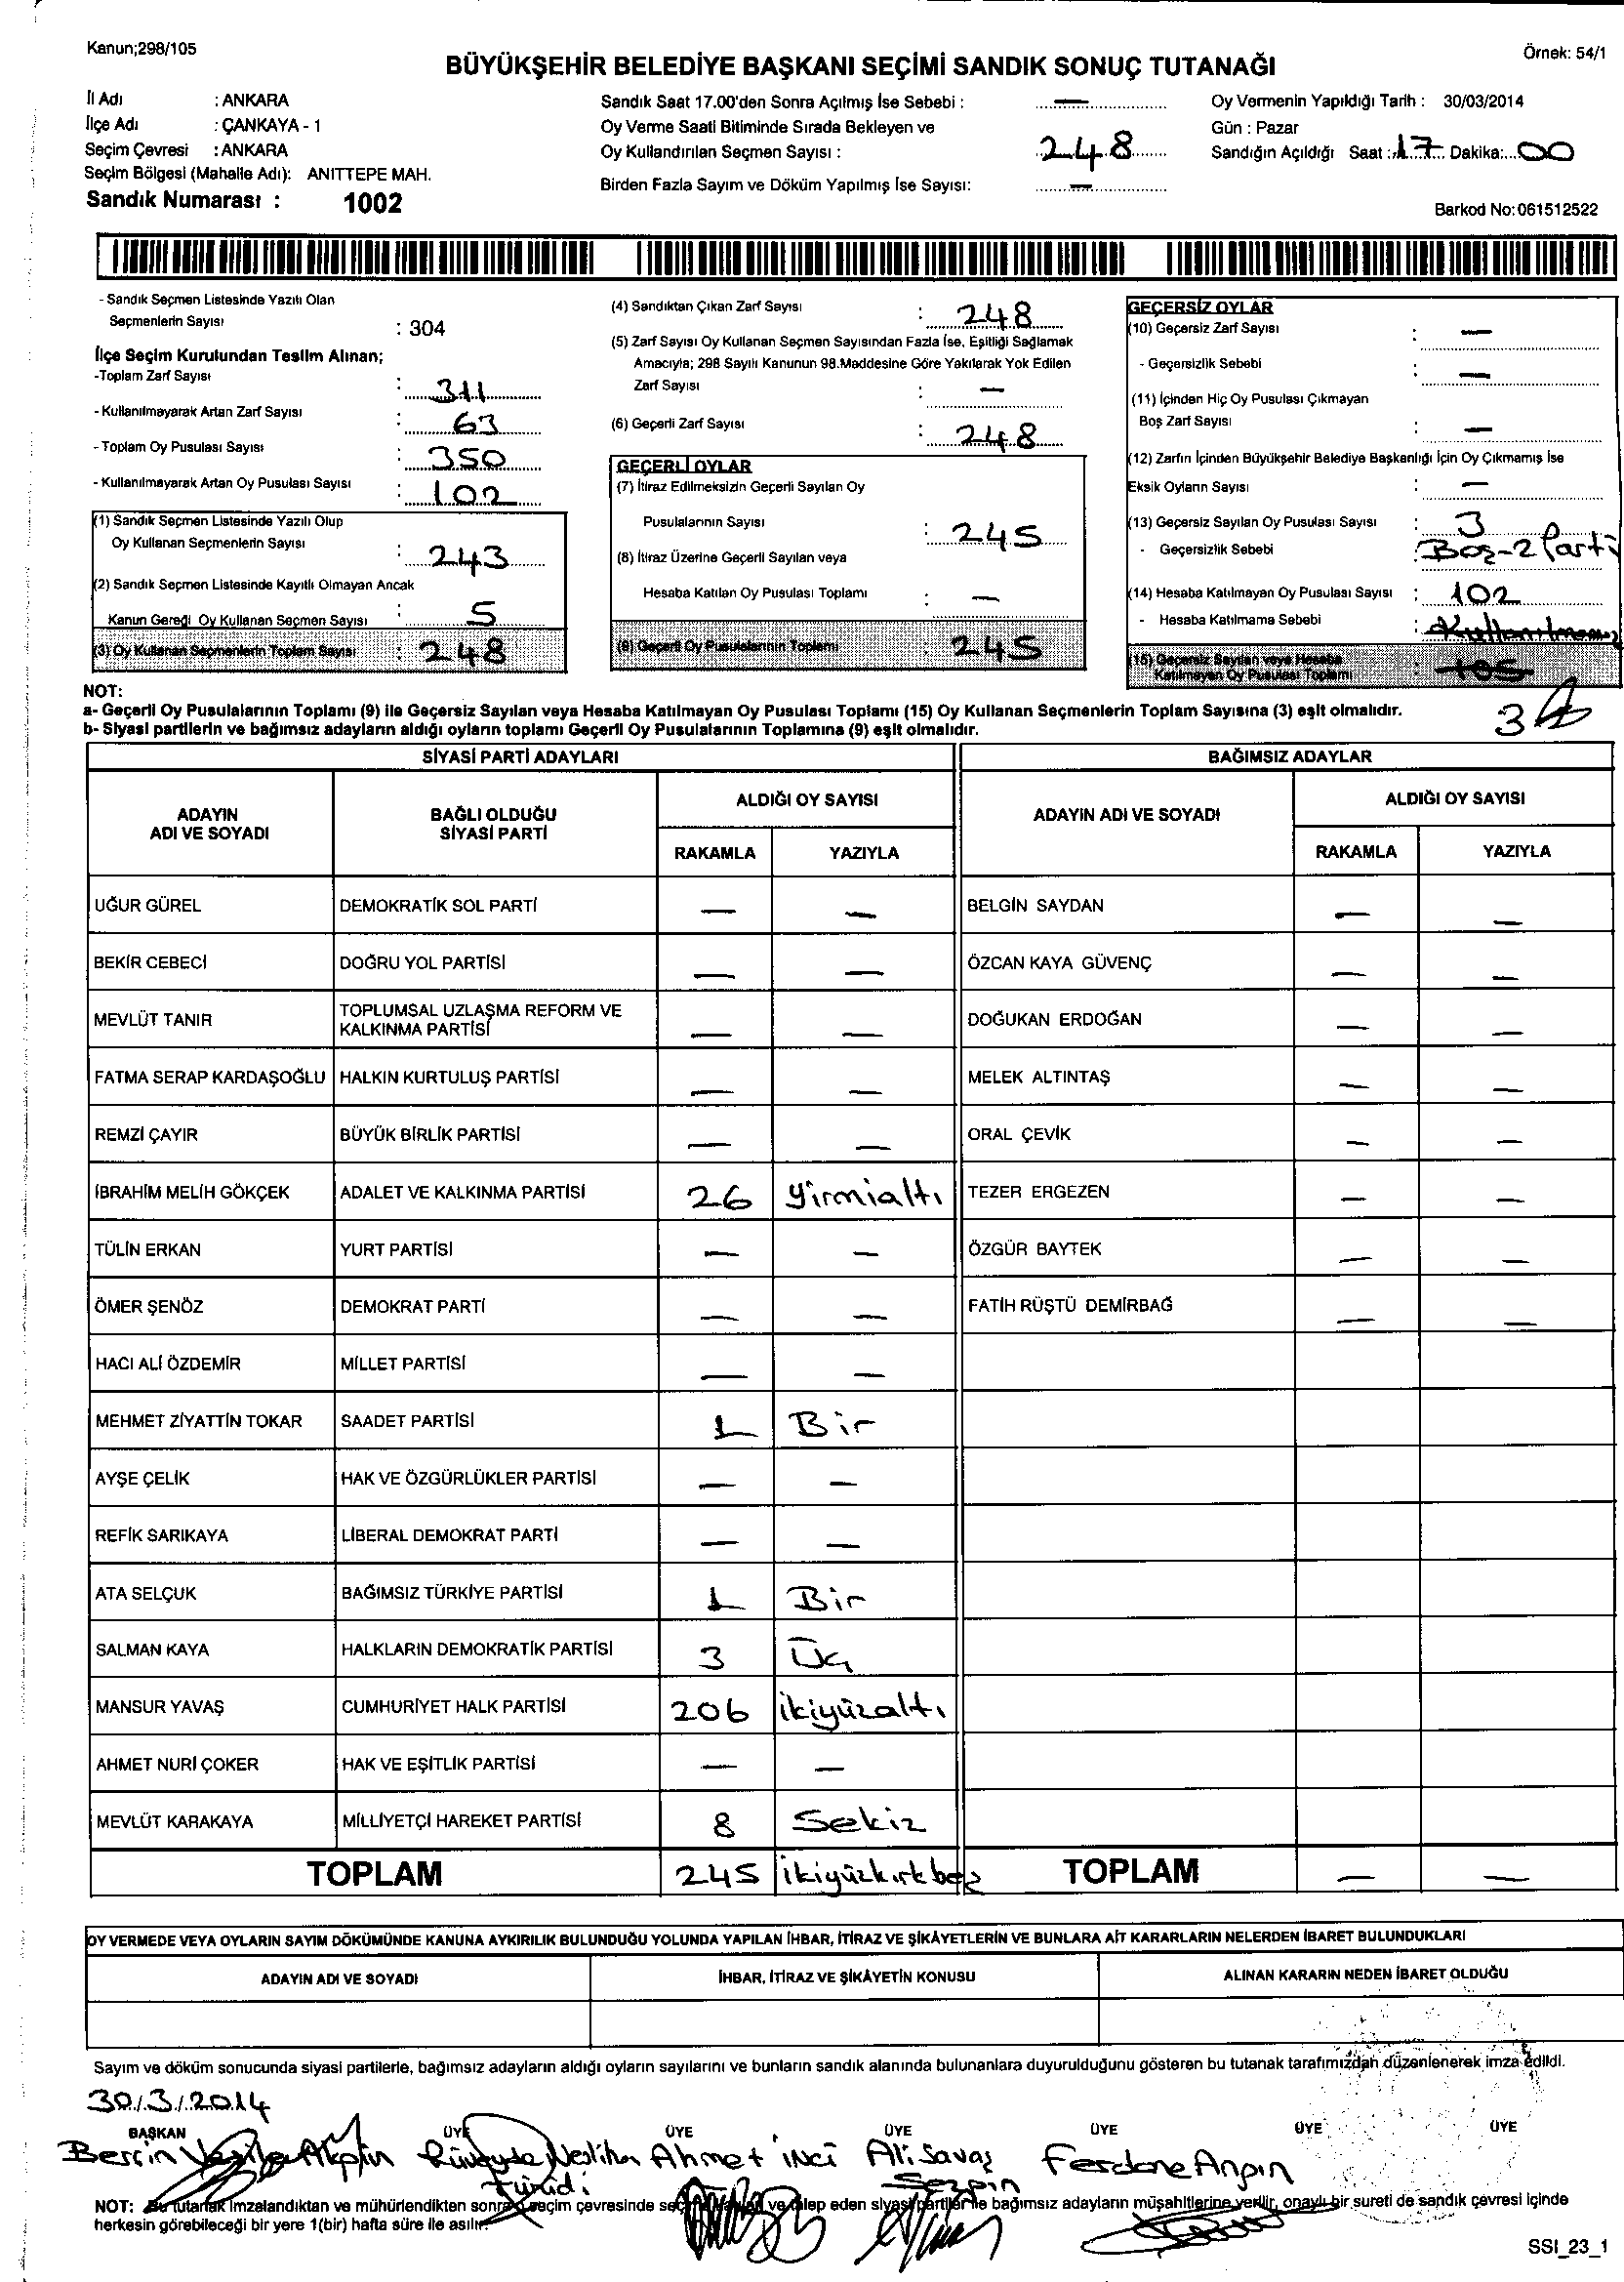 Kanun;298/105
Örnek: 54/1
BÜYÜKŞEHİR BELEDİYE BAŞKANI SEÇİMİ SANDIK SONUÇ TUTANAĞI
İl Adı : ANKARA
İlçe Adı : ÇANKAYA - 1
Seçim Çevresi : ANKARA
Seçim Bölgesi (Mahalle Adı): ANITTEPE MAH.
Sandık Numarası : 1002
Sandık Saat 17.00'den Sonra Açılmış İse Sebebi : —
Oy Verme Saati Bitiminde Sırada Bekleyen ve
Oy Kullandırılan Seçmen Sayısı : 248
Birden Fazla Sayım ve Döküm Yapılmış İse Sayısı: —
Oy Vermenin Yapıldığı Tarih : 30/03/2014
Gün : Pazar
Sandığın Açıldığı Saat : 17 Dakika: 00
Barkod No:061512522
- Sandık Seçmen Listesinde Yazılı Olan
Seçmenlerin Sayısı : 304
İlçe Seçim Kurulundan Teslim Alınan;
-Toplam Zarf Sayısı : 311
- Kullanılmayarak Artan Zarf Sayısı : 63
- Toplam Oy Pusulası Sayısı : 350
- Kullanılmayarak Artan Oy Pusulası Sayısı : 102
(1) Sandık Seçmen Listesinde Yazılı Olup
Oy Kullanan Seçmenlerin Sayısı : 243
(2) Sandık Seçmen Listesinde Kayıtlı Olmayan Ancak
Kanun Gereği Oy Kullanan Seçmen Sayısı : 5
(3) Oy Kullanan Seçmenlerin Toplam Sayısı : 248
(4) Sandıktan Çıkan Zarf Sayısı : 248
(5) Zarf Sayısı Oy Kullanan Seçmen Sayısından Fazla İse, Eşitliği Sağlamak
Amacıyla; 298 Sayılı Kanunun 98.Maddesine Göre Yakılarak Yok Edilen
Zarf Sayısı : —
(6) Geçerli Zarf Sayısı : 248
GEÇERLİ OYLAR
(7) İtiraz Edilmeksizin Geçerli Sayılan Oy
Pusulalarının Sayısı : 245
(8) İtiraz Üzerine Geçerli Sayılan veya
Hesaba Katılan Oy Pusulası Toplamı : —
(9) Geçerli Oy Pusulalarının Toplamı : 245
GEÇERSİZ OYLAR
(10) Geçersiz Zarf Sayısı : —
- Geçersizlik Sebebi : —
(11) İçinden Hiç Oy Pusulası Çıkmayan
Boş Zarf Sayısı : —
(12) Zarfın İçinden Büyükşehir Belediye Başkanlığı İçin Oy Çıkmamış İse
Eksik Oyların Sayısı : —
(13) Geçersiz Sayılan Oy Pusulası Sayısı : 3
- Geçersizlik Sebebi : Boş-2 Parti
(14) Hesaba Katılmayan Oy Pusulası Sayısı : 102
- Hesaba Katılmama Sebebi :
(15) Geçersiz Sayılan veya Hesaba
Katılmayan Oy Pusulası Toplamı : 105
3
NOT:
a- Geçerli Oy Pusulalarının Toplamı (9) ile Geçersiz Sayılan veya Hesaba Katılmayan Oy Pusulası Toplamı (15) Oy Kullanan Seçmenlerin Toplam Sayısına (3) eşit olmalıdır.
b- Siyasi partilerin ve bağımsız adayların aldığı oyların toplamı Geçerli Oy Pusulalarının Toplamına (9) eşit olmalıdır.
SİYASİ PARTİ ADAYLARI BAĞIMSIZ ADAYLAR
ADAYIN ADI VE SOYADI BAĞLI OLDUĞU SİYASİ PARTİ ALDIĞI OY SAYISI ADAYIN ADI VE SOYADI ALDIĞI OY SAYISI
RAKAMLA YAZIYLA RAKAMLA YAZIYLA
UĞUR GÜREL DEMOKRATİK SOL PARTİ — — BELGİN SAYDAN — —
BEKİR CEBECİ DOĞRU YOL PARTİSİ — — ÖZCAN KAYA GÜVENÇ — —
MEVLÜT TANIR TOPLUMSAL UZLAŞMA REFORM VE KALKINMA PARTİSİ — — DOĞUKAN ERDOĞAN — —
FATMA SERAP KARDAŞOĞLU HALKIN KURTULUŞ PARTİSİ — — MELEK ALTINTAŞ — —
REMZİ ÇAYIR BÜYÜK BİRLİK PARTİSİ — — ORAL ÇEVİK — —
İBRAHİM MELİH GÖKÇEK ADALET VE KALKINMA PARTİSİ 26 yirmialtı TEZER ERGEZEN — —
TÜLİN ERKAN YURT PARTİSİ — — ÖZGÜR BAYTEK — —
ÖMER ŞENÖZ DEMOKRAT PARTİ — — FATİH RÜŞTÜ DEMİRBAĞ — —
HACI ALİ ÖZDEMİR MİLLET PARTİSİ — —
MEHMET ZİYATTİN TOKAR SAADET PARTİSİ 1 Bir
AYŞE ÇELİK HAK VE ÖZGÜRLÜKLER PARTİSİ — —
REFİK SARIKAYA LİBERAL DEMOKRAT PARTİ — —
ATA SELÇUK BAĞIMSIZ TÜRKİYE PARTİSİ 1 Bir
SALMAN KAYA HALKLARIN DEMOKRATİK PARTİSİ 3 Üç
MANSUR YAVAŞ CUMHURİYET HALK PARTİSİ 206 ikiyüzaltı
AHMET NURİ ÇOKER HAK VE EŞİTLİK PARTİSİ — —
MEVLÜT KARAKAYA MİLLİYETÇİ HAREKET PARTİSİ 8 Sekiz
TOPLAM 245 ikiyüzkırkbeş TOPLAM — —
OY VERMEDE VEYA OYLARIN SAYIM DÖKÜMÜNDE KANUNA AYKIRILIK BULUNDUĞU YOLUNDA YAPILAN İHBAR, İTİRAZ VE ŞİKÂYETLERİN VE BUNLARA AİT KARARLARIN NELERDEN İBARET BULUNDUKLARI
ADAYIN ADI VE SOYADI İHBAR, İTİRAZ VE ŞİKÂYETİN KONUSU ALINAN KARARIN NEDEN İBARET OLDUĞU
Sayım ve döküm sonucunda siyasi partilerle, bağımsız adayların aldığı oyların sayılarını ve bunların sandık alanında bulunanlara duyurulduğunu gösteren bu tutanak tarafımızdan düzenlenerek imza edildi.
30/3/2014
BAŞKAN ÜYE ÜYE ÜYE ÜYE ÜYE ÜYE
Akpın Neslihan Ahmet inci Ali Savaş
Sezgin
NOT: Bu tutanak imzalandıktan ve mühürlendikten sonra seçim çevresinde ve talep eden siyasi partiler ile bağımsız adayların müşahitlerine verilir, onaylı bir sureti de sandık çevresi içinde
herkesin görebileceği bir yere 1(bir) hafta süre ile asılır.
SSI_23_1